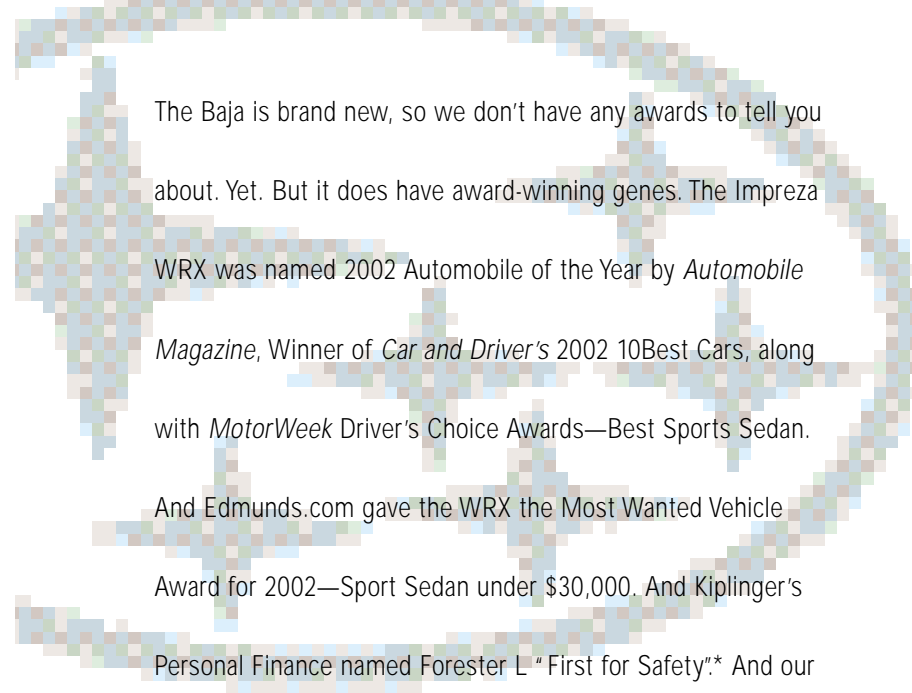 The Baja is brand new, so we don't have any awards to tell you
about. Yet. But it does have award-winning genes. The Impreza
WRX was named 2002 Automobile of the Year by Automobile
Magazine, Winner of Car and Driver's 2002 10Best Cars, along
with MotorWeek Driver's Choice Awards—Best Sports Sedan.
And Edmunds.com gave the WRX the Most Wanted Vehicle
Award for 2002—Sport Sedan under $30,000. And Kiplinger's
Personal Finance named Forester L “First for Safety”.* And our